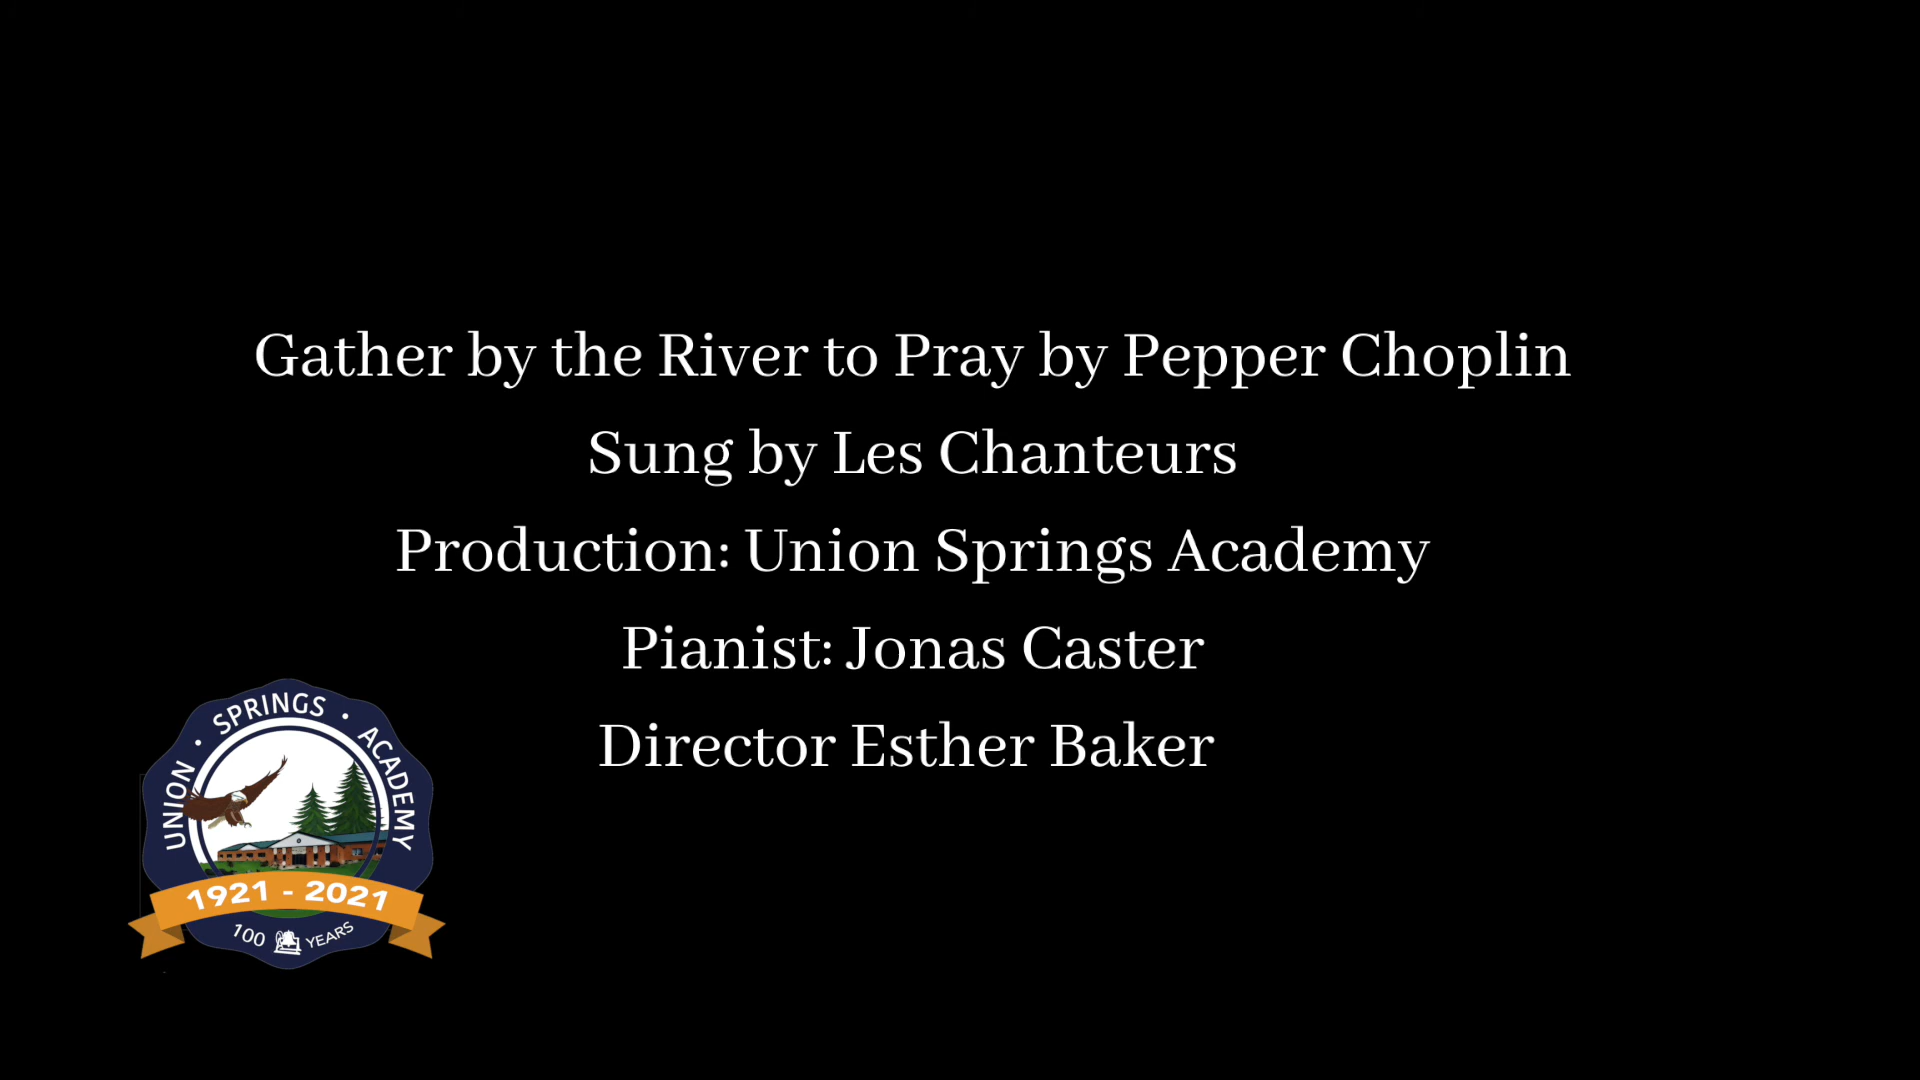 Gather by the River to Pray by Pepper Choplin
Sung by Les Chanteurs
Production: Union Springs Academy
Pianist: Jonas Caster
Director Esther Baker
UNION • SPRINGS • ACADEMY
1921 - 2021
100 YEARS